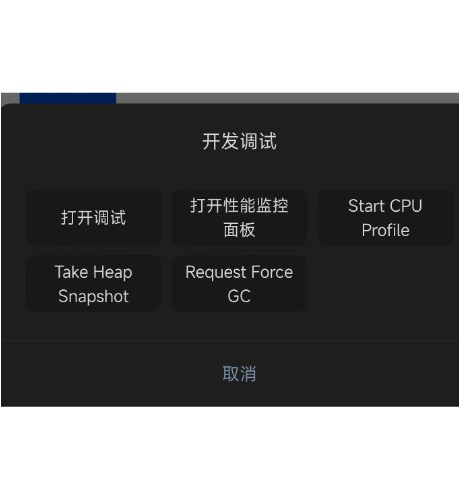 开发调试
打开调试
打开性能监控
面板
Start CPU
Profile
Take Heap
Snapshot
Request Force
GC
取消